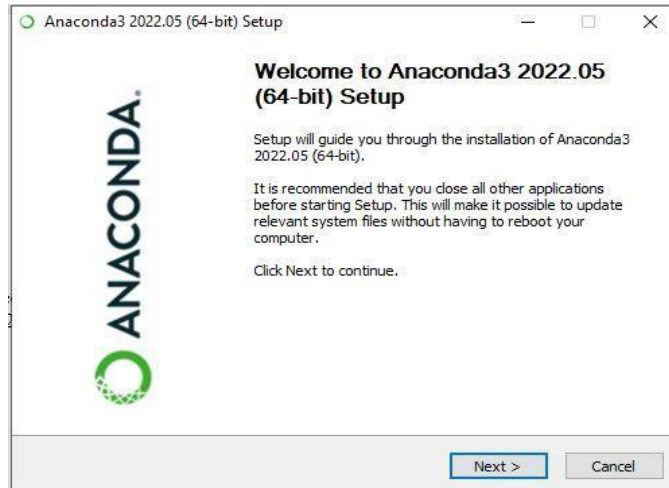 Anaconda3 2022.05 (64-bit) Setup
ANACONDA.
Welcome to Anaconda3 2022.05
(64-bit) Setup
Setup will guide you through the installation of Anaconda3
2022.05 (64-bit).
It is recommended that you close all other applications
before starting Setup. This will make it possible to update
relevant system files without having to reboot your
computer.
Click Next to continue.
Next >
Cancel